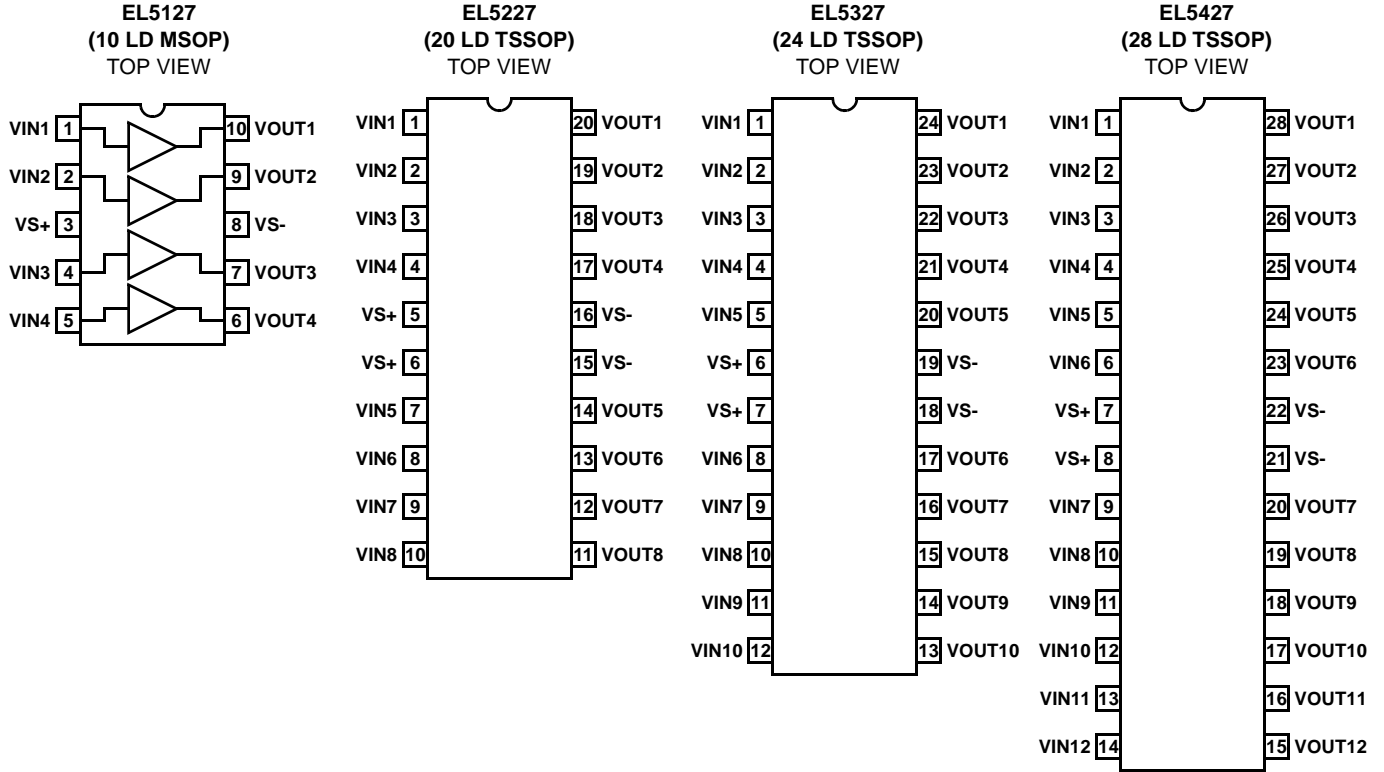 EL5127
(10 LD MSOP)
TOP VIEW
VIN1 1 10 VOUT1
VIN2 2 9 VOUT2
VS+ 3 8 VS-
VIN3 4 7 VOUT3
VIN4 5 6 VOUT4
EL5227
(20 LD TSSOP)
TOP VIEW
VIN1 1 20 VOUT1
VIN2 2 19 VOUT2
VIN3 3 18 VOUT3
VIN4 4 17 VOUT4
VS+ 5 16 VS-
VS+ 6 15 VS-
VIN5 7 14 VOUT5
VIN6 8 13 VOUT6
VIN7 9 12 VOUT7
VIN8 10 11 VOUT8
EL5327
(24 LD TSSOP)
TOP VIEW
VIN1 1 24 VOUT1
VIN2 2 23 VOUT2
VIN3 3 22 VOUT3
VIN4 4 21 VOUT4
VIN5 5 20 VOUT5
VS+ 6 19 VS-
VS+ 7 18 VS-
VIN6 8 17 VOUT6
VIN7 9 16 VOUT7
VIN8 10 15 VOUT8
VIN9 11 14 VOUT9
VIN10 12 13 VOUT10
EL5427
(28 LD TSSOP)
TOP VIEW
VIN1 1 28 VOUT1
VIN2 2 27 VOUT2
VIN3 3 26 VOUT3
VIN4 4 25 VOUT4
VIN5 5 24 VOUT5
VIN6 6 23 VOUT6
VS+ 7 22 VS-
VS+ 8 21 VS-
VIN7 9 20 VOUT7
VIN8 10 19 VOUT8
VIN9 11 18 VOUT9
VIN10 12 17 VOUT10
VIN11 13 16 VOUT11
VIN12 14 15 VOUT12